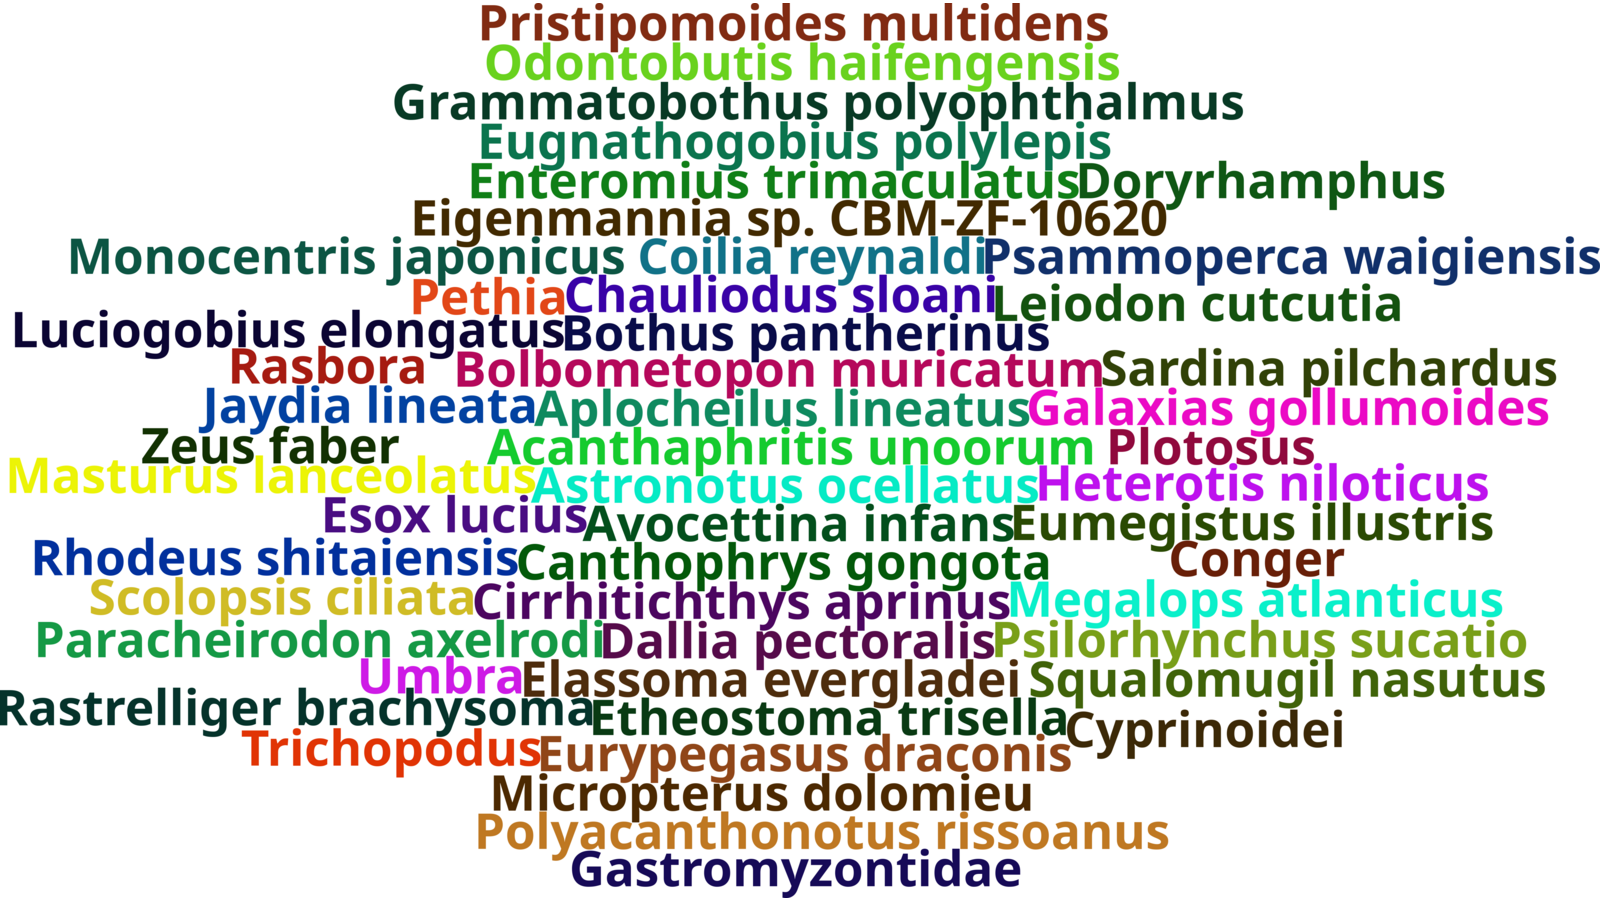 Pristipomoides multidens
Odontobutis haifengensis
Grammatobothus polyophthalmus
Eugnathogobius polylepis
Enteromius trimaculatus Doryrhamphus
Eigenmannia sp. CBM-ZF-10620
Monocentris japonicus Coilia reynaldi Psammoperca waigiensis
Pethia Chauliodus sloani Leiodon cutcutia
Luciogobius elongatus Bothus pantherinus
Rasbora Bolbometopon muricatum Sardina pilchardus
Jaydia lineata Aplocheilus lineatus Galaxias gollumoides
Zeus faber Acanthaphritis unoorum Plotosus
Masturus lanceolatus Astronotus ocellatus Heterotis niloticus
Esox lucius Avocettina infans Eumegistus illustris
Rhodeus shitaiensis Canthophrys gongota Conger
Scolopsis ciliata Cirrhitichthys aprinus Megalops atlanticus
Paracheirodon axelrodi Dallia pectoralis Psilorhynchus sucatio
Umbra Elassoma evergladei Squalomugil nasutus
Rastrelliger brachysoma Etheostoma trisella Cyprinoidei
Trichopodus Eurypegasus draconis
Micropterus dolomieu
Polyacanthonotus rissoanus
Gastromyzontidae